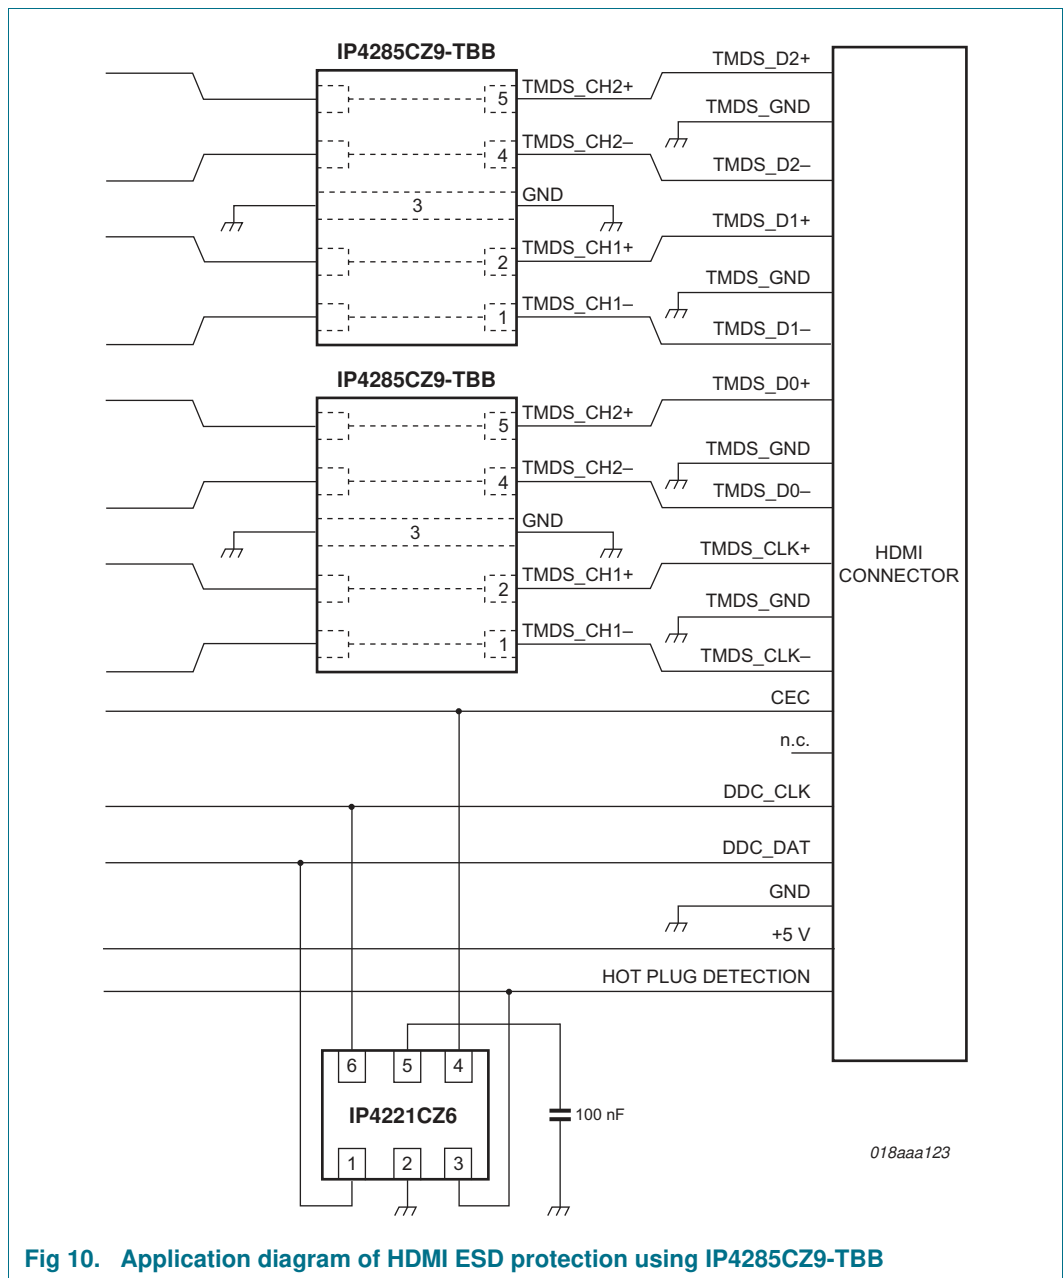 IP4285CZ9-TBB
TMDS_D2+
5
TMDS_CH2+
TMDS_GND
4
TMDS_CH2–
TMDS_D2–
3
GND
TMDS_D1+
2
TMDS_CH1+
TMDS_GND
1
TMDS_CH1–
TMDS_D1–
IP4285CZ9-TBB
TMDS_D0+
5
TMDS_CH2+
TMDS_GND
4
TMDS_CH2–
TMDS_D0–
3
GND
TMDS_CLK+
HDMI
CONNECTOR
2
TMDS_CH1+
TMDS_GND
1
TMDS_CH1–
TMDS_CLK–
CEC
n.c.
DDC_CLK
DDC_DAT
GND
+5 V
HOT PLUG DETECTION
6 5 4
IP4221CZ6
100 nF
1 2 3
018aaa123
Fig 10. Application diagram of HDMI ESD protection using IP4285CZ9-TBB